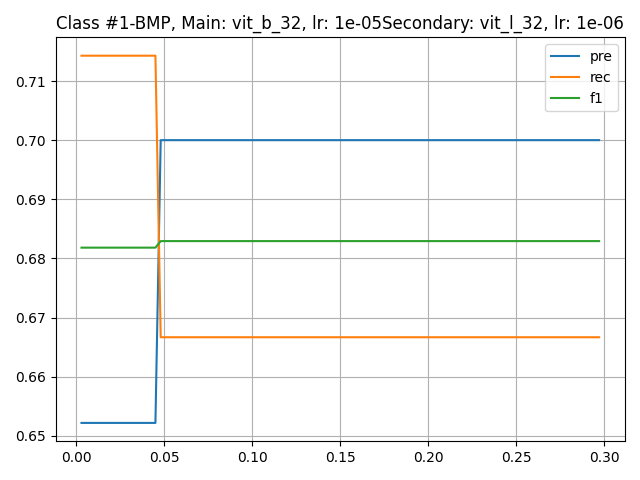 Class #1-BMP, Main: vit_b_32, lr: 1e-05Secondary: vit_l_32, lr: 1e-06
pre
rec
f1
0.71
0.70
0.69
0.68
0.67
0.66
0.65
0.00 0.05 0.10 0.15 0.20 0.25 0.30